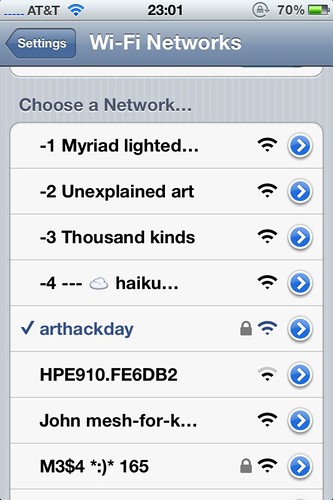 AT&T 23:01 70%
Settings Wi-Fi Networks
Choose a Network...
-1 Myriad lighted...
-2 Unexplained art
-3 Thousand kinds
-4 --- ☁️ haiku...
✓ arthackday
HPE910.FE6DB2
John mesh-for-k...
M3$4 *:)* 165